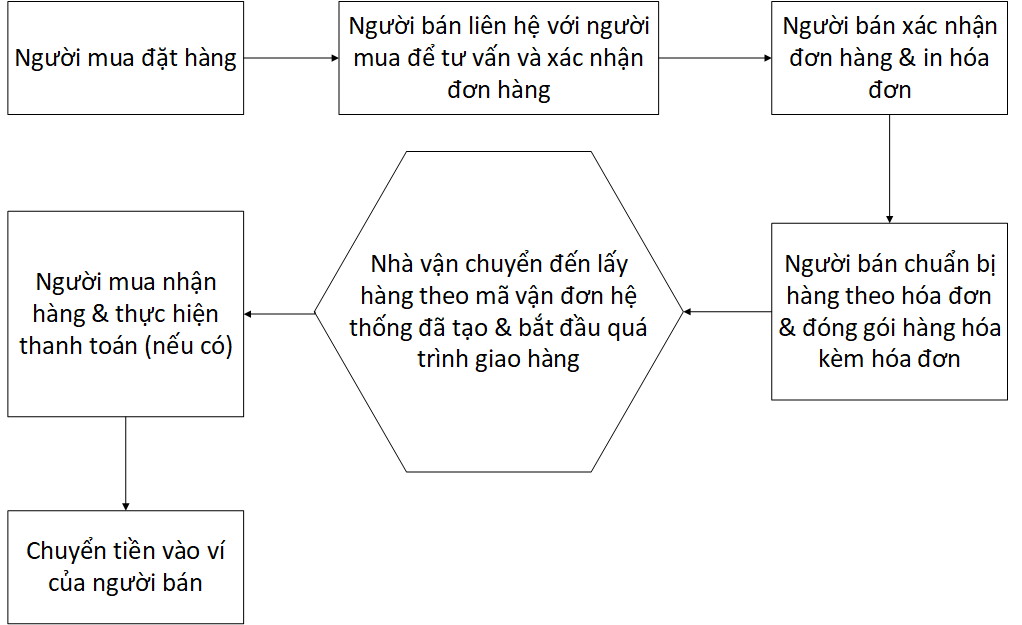 Người mua đặt hàng
Người bán liên hệ với người
mua để tư vấn và xác nhận
đơn hàng
Người bán xác nhận
đơn hàng & in hóa
đơn
Người bán chuẩn bị
hàng theo hóa đơn
& đóng gói hàng hóa
kèm hóa đơn
Nhà vận chuyển đến lấy
hàng theo mã vận đơn hệ
thống đã tạo & bắt đầu quá
trình giao hàng
Người mua nhận
hàng & thực hiện
thanh toán (nếu có)
Chuyển tiền vào ví
của người bán